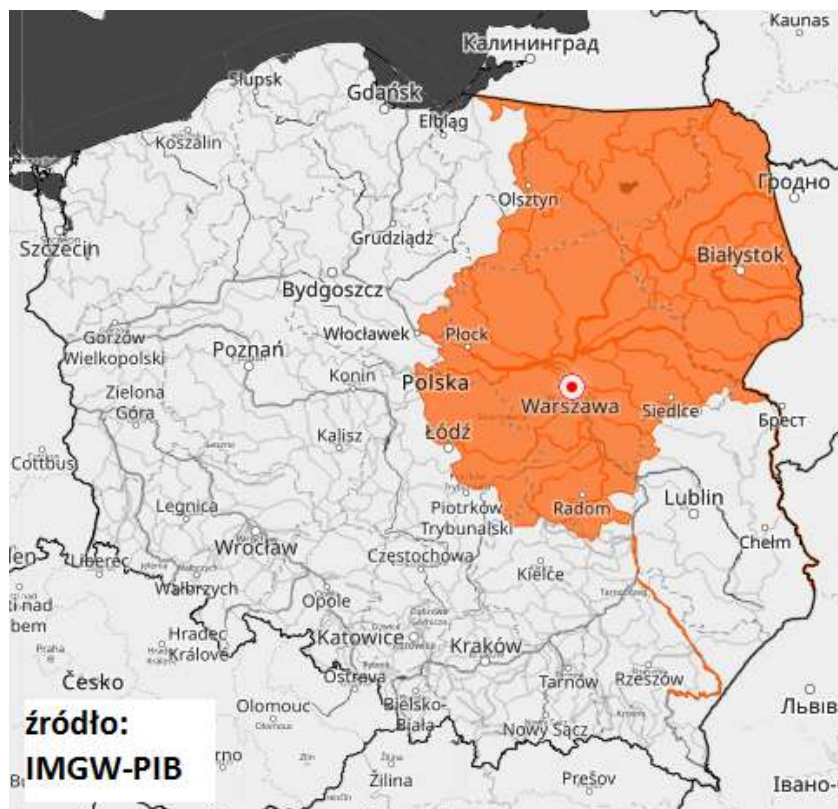 Kaunas
Калининград
Słupsk
Gdańsk
Elbląg
Koszalin
Гродно
Olsztyn
Szczecin
Grudziądz
Białystok
Bydgoszcz
Włocławek
Płock
Gorzów
Wielkopolski
Poznań
Konin
Polska
Warszawa
Siedlce
Брест
Zielona
Góra
Kalisz
Łódź
Cottbus
Legnica
Piotrków
Trybunalski
Radom
Lublin
Wrocław
Chełm
Częstochowa
Liberec
Wałbrzych
Kielce
Opole
Hradec
Králové
Katowice
Kraków
Praha
Rzeszów
Tarnów
Česko
Ostrava
Bielsko-
Biała
Львів
Olomouc
Olomouc
Nowy Sącz
źródło:
IMGW-PIB
Žilina
Prešov
Івано-